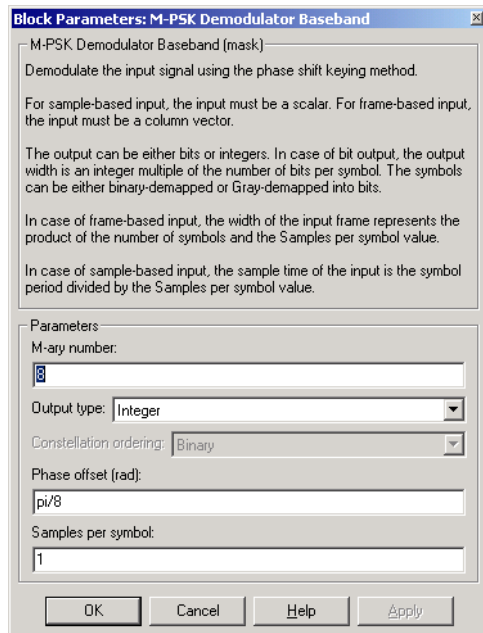 Block Parameters: M-PSK Demodulator Baseband
M-PSK Demodulator Baseband (mask)
Demodulate the input signal using the phase shift keying method.
For sample-based input, the input must be a scalar. For frame-based input,
the input must be a column vector.
The output can be either bits or integers. In case of bit output, the output
width is an integer multiple of the number of bits per symbol. The symbols
can be either binary-demapped or Gray-demapped into bits.
In case of frame-based input, the width of the input frame represents the
product of the number of symbols and the Samples per symbol value.
In case of sample-based input, the sample time of the input is the symbol
period divided by the Samples per symbol value.
Parameters
M-ary number:
8
Output type: Integer
Constellation ordering: Binary
Phase offset (rad):
pi/8
Samples per symbol:
1
OK Cancel Help Apply